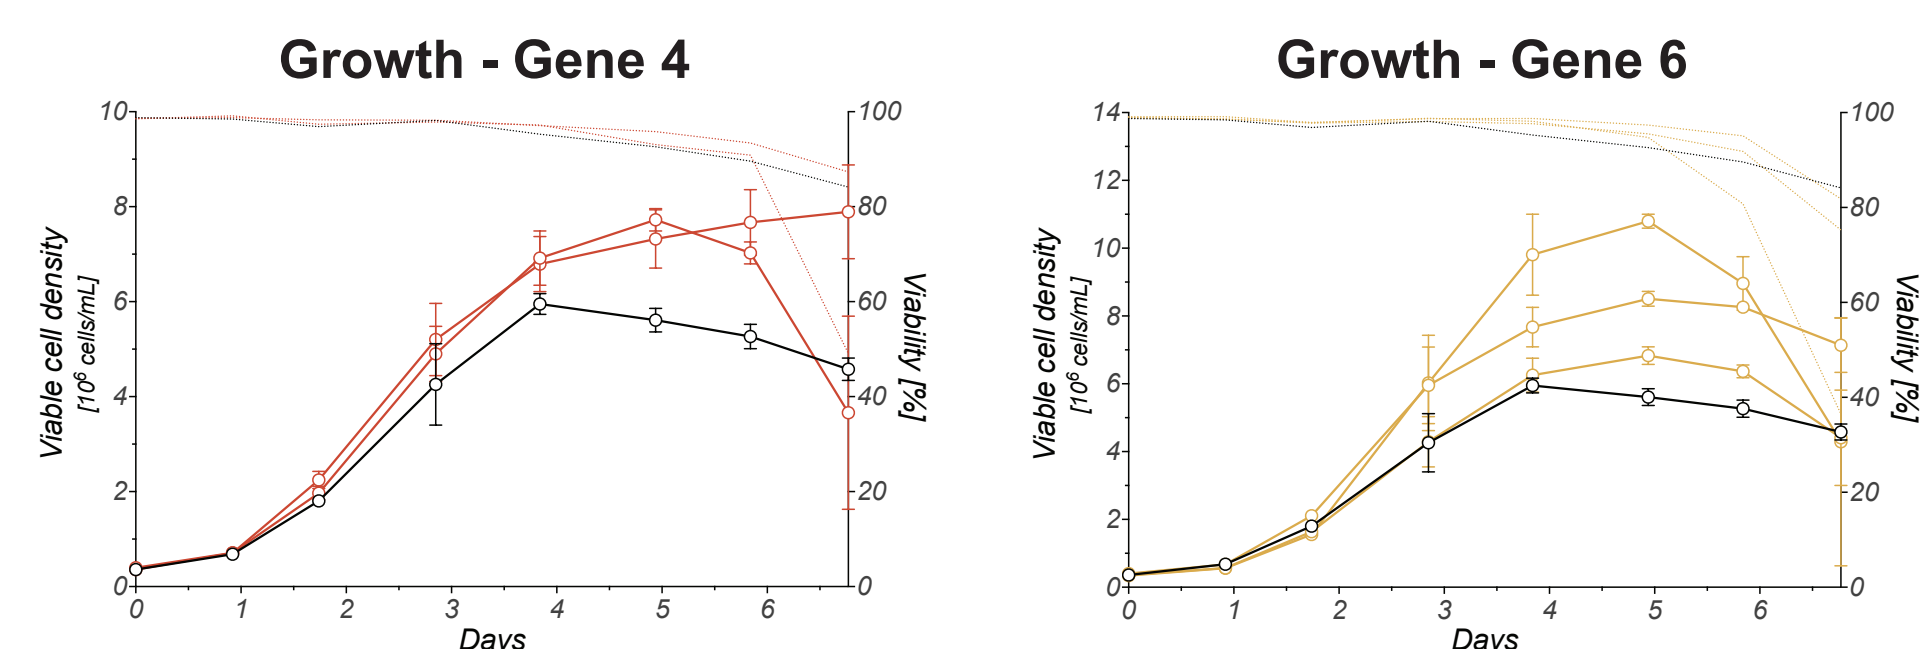 Growth - Gene 4
10
8
6
4
2
0
100
80
60
40
20
0
Viable cell density
[10⁶ cells/mL]
Viability [%]
0 1 2 3 4 5 6
Days
Growth - Gene 6
14
12
10
8
6
4
2
0
100
80
60
40
20
0
Viable cell density
[10⁶ cells/mL]
Viability [%]
0 1 2 3 4 5 6
Days